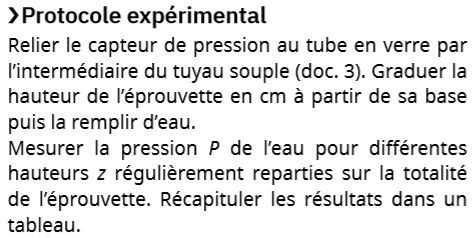 ❯Protocole expérimental
Relier le capteur de pression au tube en verre par
l’intermédiaire du tuyau souple (doc. 3). Graduer la
hauteur de l’éprouvette en cm à partir de sa base
puis la remplir d’eau.
Mesurer la pression P de l’eau pour différentes
hauteurs z régulièrement reparties sur la totalité
de l’éprouvette. Récapituler les résultats dans un
tableau.